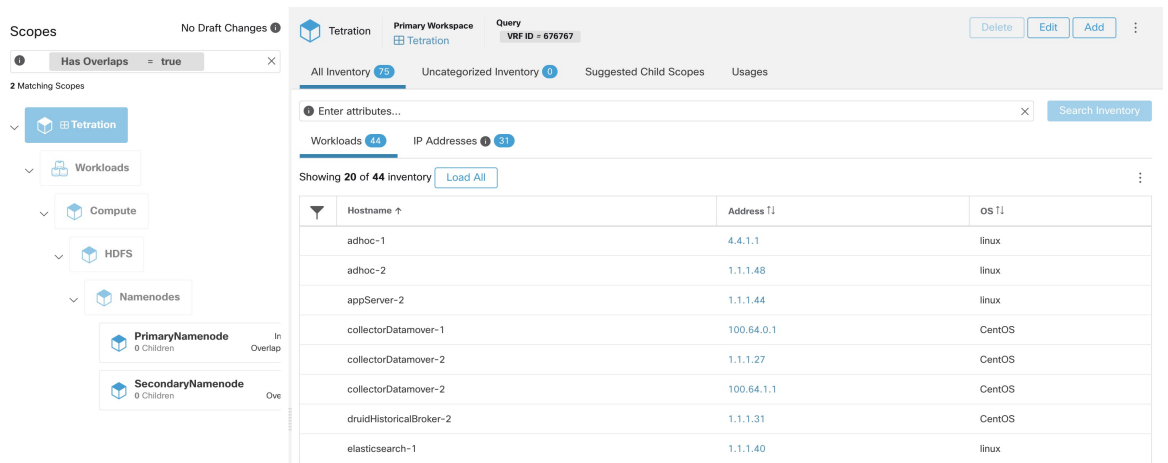 Scopes
No Draft Changes
Has Overlaps = true
2 Matching Scopes
Tetration
Workloads
Compute
HDFS
Namenodes
PrimaryNamenode
0 Children
Overlap
SecondaryNamenode
0 Children
Tetration
Primary Workspace
Tetration
Query
VRF ID = 676767
Delete
Edit
Add
All Inventory 75
Uncategorized Inventory 0
Suggested Child Scopes
Usages
Enter attributes...
Search Inventory
Workloads 44
IP Addresses 31
Showing 20 of 44 inventory
Load All
Hostname ↑ Address ↑↓ OS ↑↓
adhoc-1 4.4.1.1 linux
adhoc-2 1.1.1.48 linux
appServer-2 1.1.1.44 linux
collectorDatamover-1 100.64.0.1 CentOS
collectorDatamover-2 1.1.1.27 CentOS
collectorDatamover-2 100.64.1.1 CentOS
druidHistoricalBroker-2 1.1.1.31 CentOS
elasticsearch-1 1.1.1.40 linux